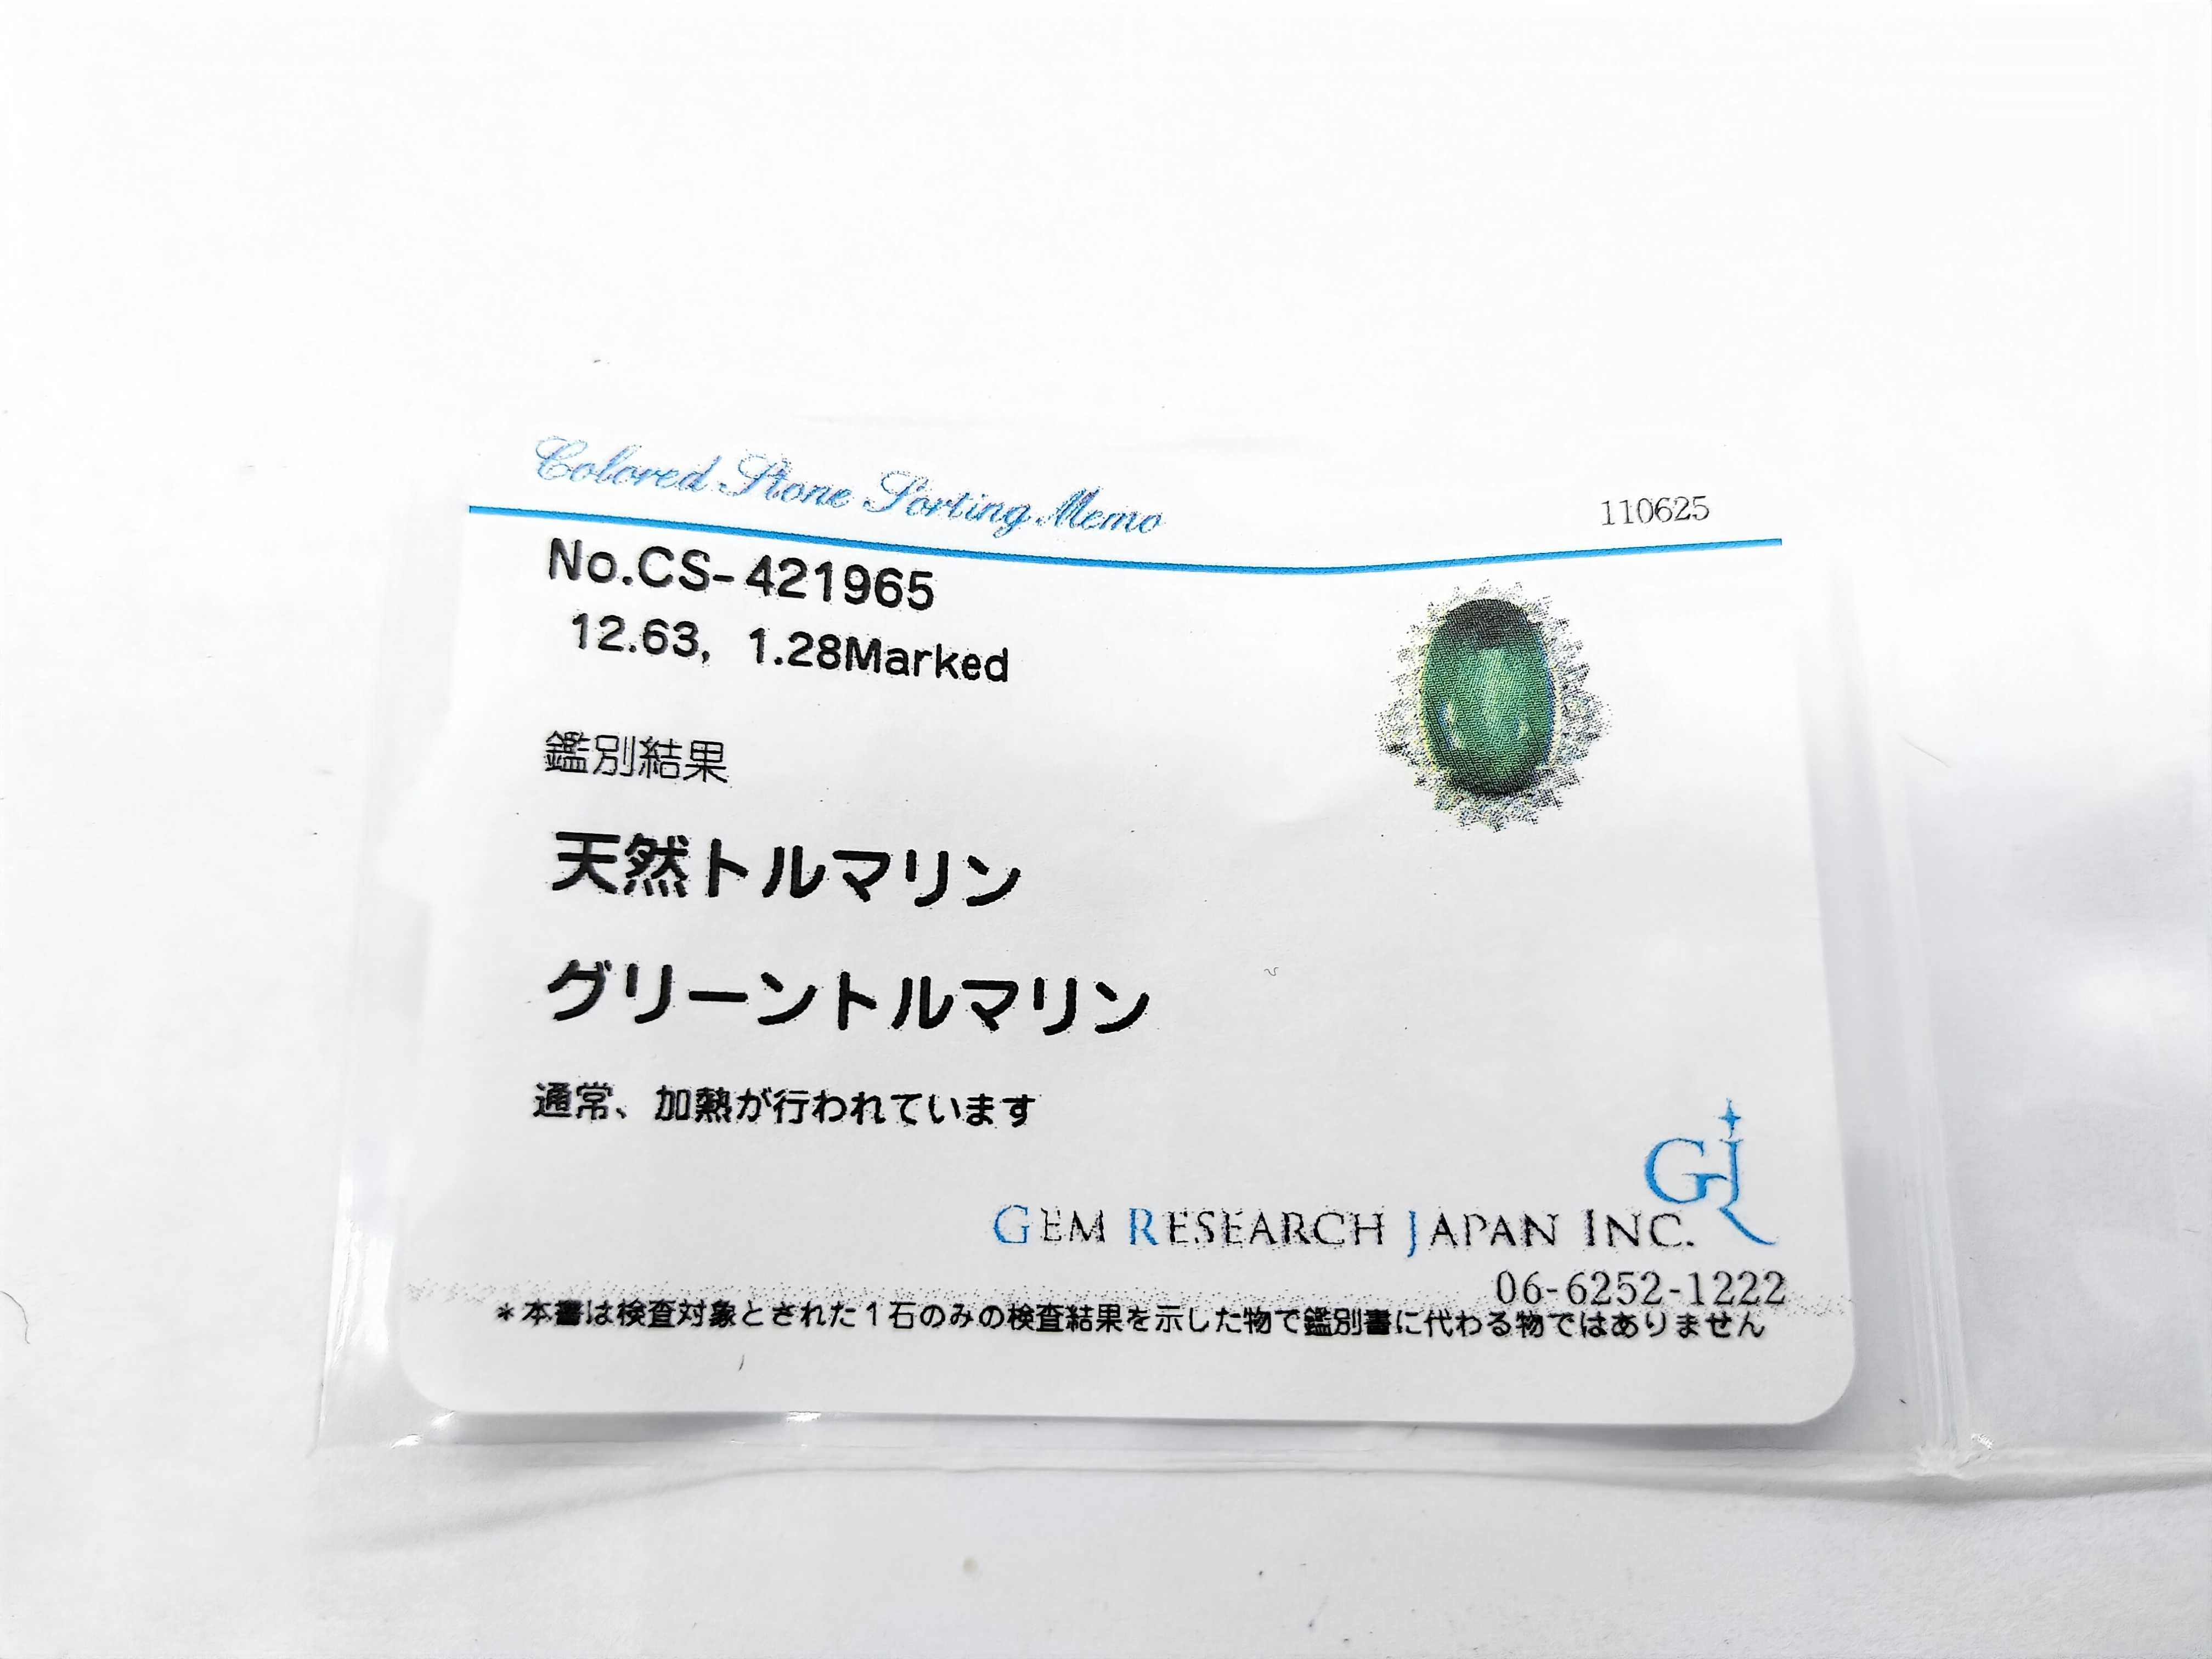 Colored Stone Sorting Memo
110625
No.CS-421965
12.63, 1.28Marked
鑑別結果
天然トルマリン
グリーントルマリン
通常、加熱が行われています
GJR
GEM RESEARCH JAPAN INC.
06-6252-1222
*本書は検査対象とされた1石のみの検査結果を示した物で鑑別書に代わる物ではありません